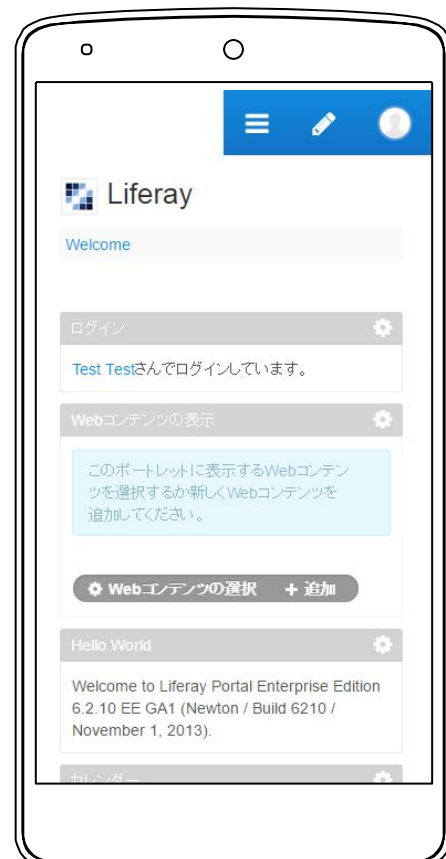 Liferay
Welcome
ログイン
Test Testさんでログインしています。
Webコンテンツの表示
このポートレットに表示するWebコンテン
ツを選択するか新しくWebコンテンツを
追加してください。
Webコンテンツの選択 + 追加
Hello World
Welcome to Liferay Portal Enterprise Edition
6.2.10 EE GA1 (Newton / Build 6210 /
November 1, 2013).
カレンダー